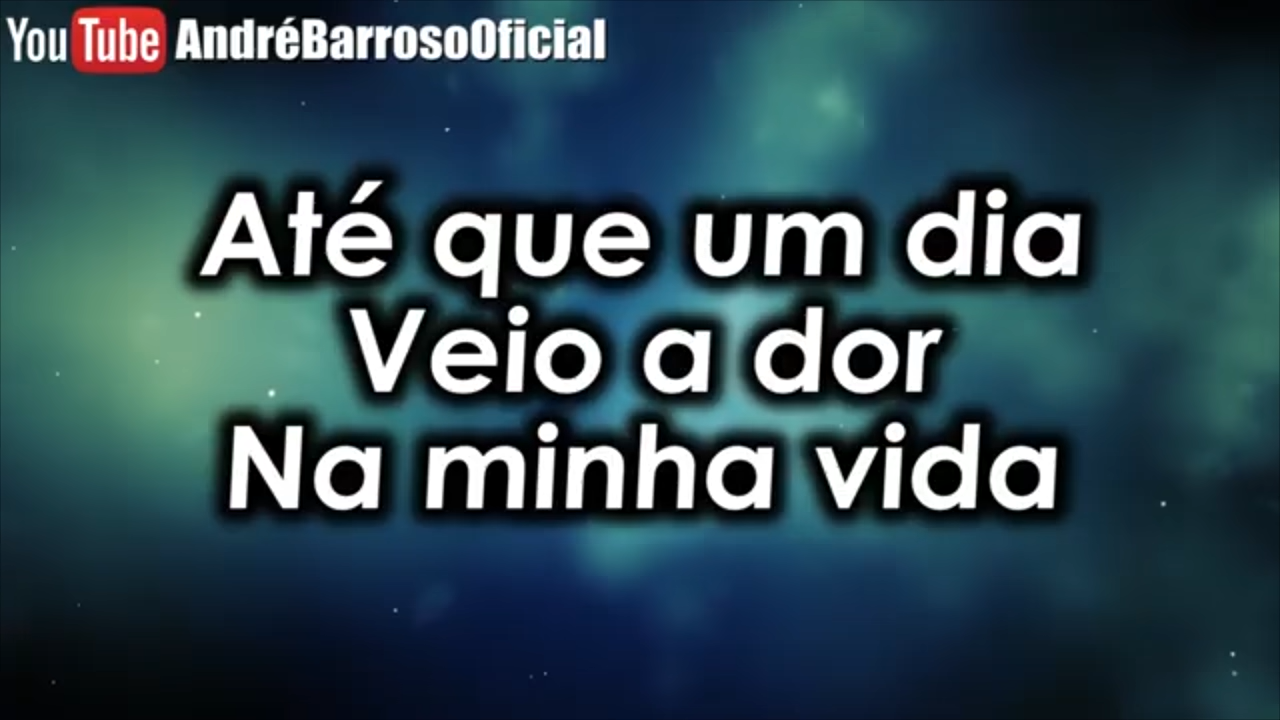 YouTube AndréBarrosoOficial
Até que um dia
Veio a dor
Na minha vida